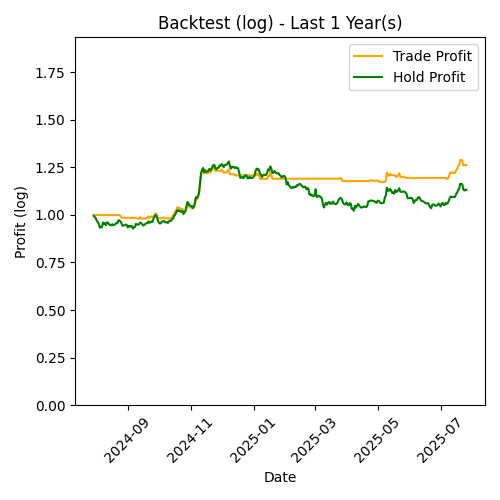 Backtest (log) - Last 1 Year(s)
Trade Profit
Hold Profit
Profit (log)
1.75
1.50
1.25
1.00
0.75
0.50
0.25
0.00
2024-09
2024-11
2025-01
2025-03
2025-05
2025-07
Date